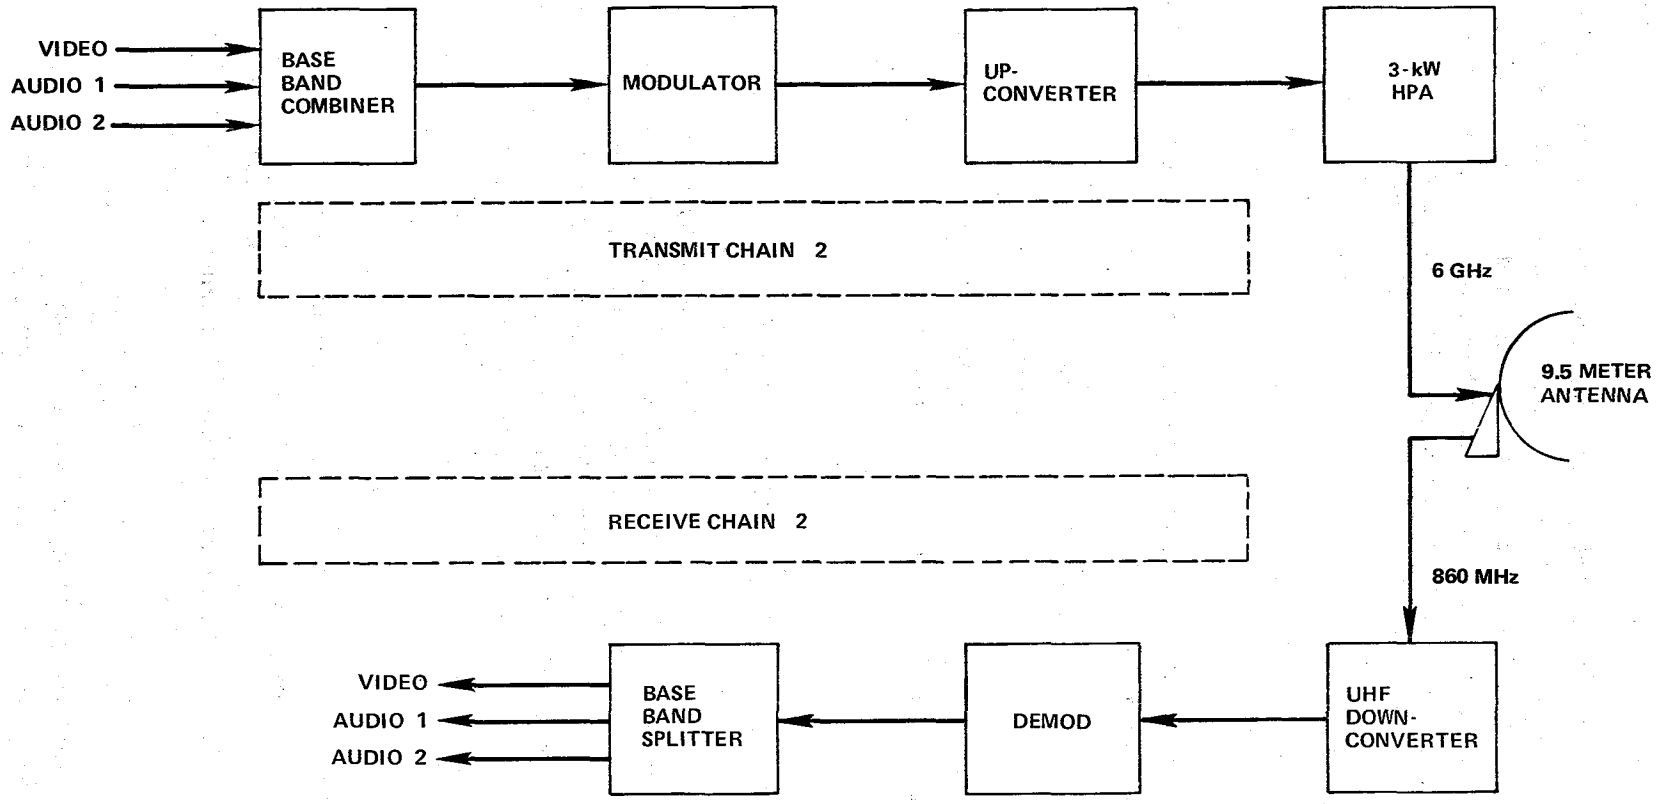 VIDEO
AUDIO 1
AUDIO 2
BASE
BAND
COMBINER
MODULATOR
UP-
CONVERTER
3-kW
HPA
TRANSMIT CHAIN 2
6 GHz
9.5 METER
ANTENNA
RECEIVE CHAIN 2
860 MHz
VIDEO
AUDIO 1
AUDIO 2
BASE
BAND
SPLITTER
DEMOD
UHF
DOWN-
CONVERTER